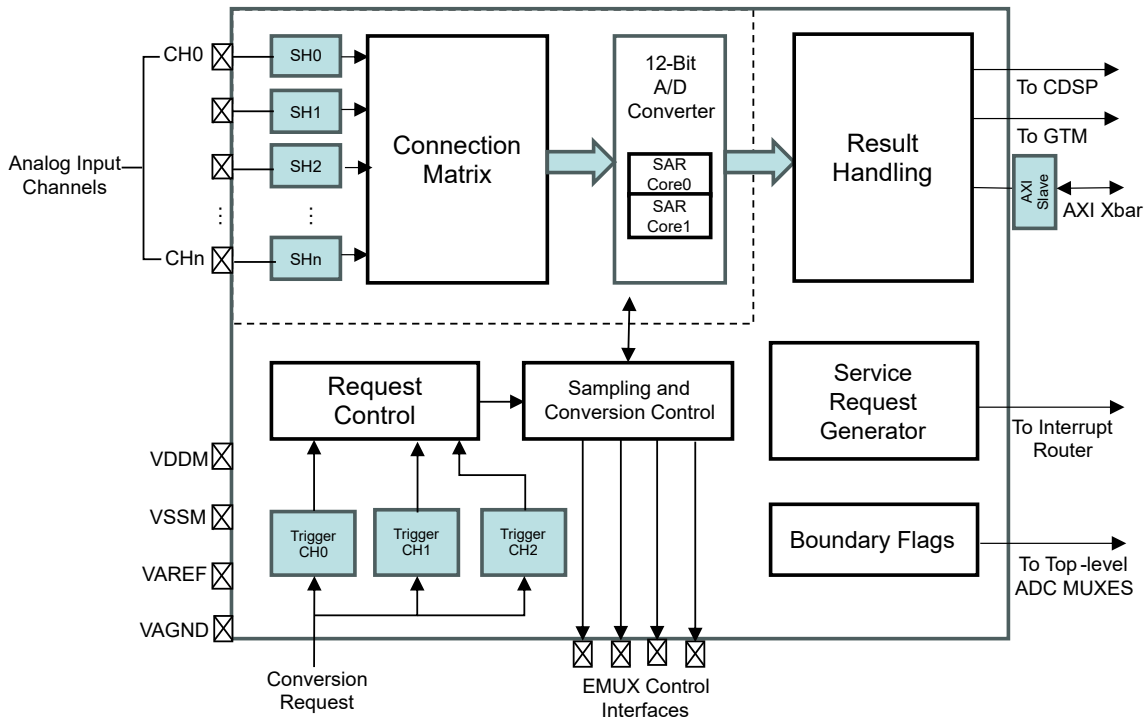 CH0
SH0
SH1
Analog Input
Channels
SH2
...
...
CHn
SHn
Connection
Matrix
12-Bit
A/D
Converter
SAR
Core0
SAR
Core1
Result
Handling
To CDSP
To GTM
AXI
Slave
AXI Xbar
Request
Control
Sampling and
Conversion Control
Service
Request
Generator
To Interrupt
Router
VDDM
VSSM
VAREF
VAGND
Trigger
CH0
Trigger
CH1
Trigger
CH2
Boundary Flags
To Top-level
ADC MUXES
Conversion
Request
EMUX Control
Interfaces